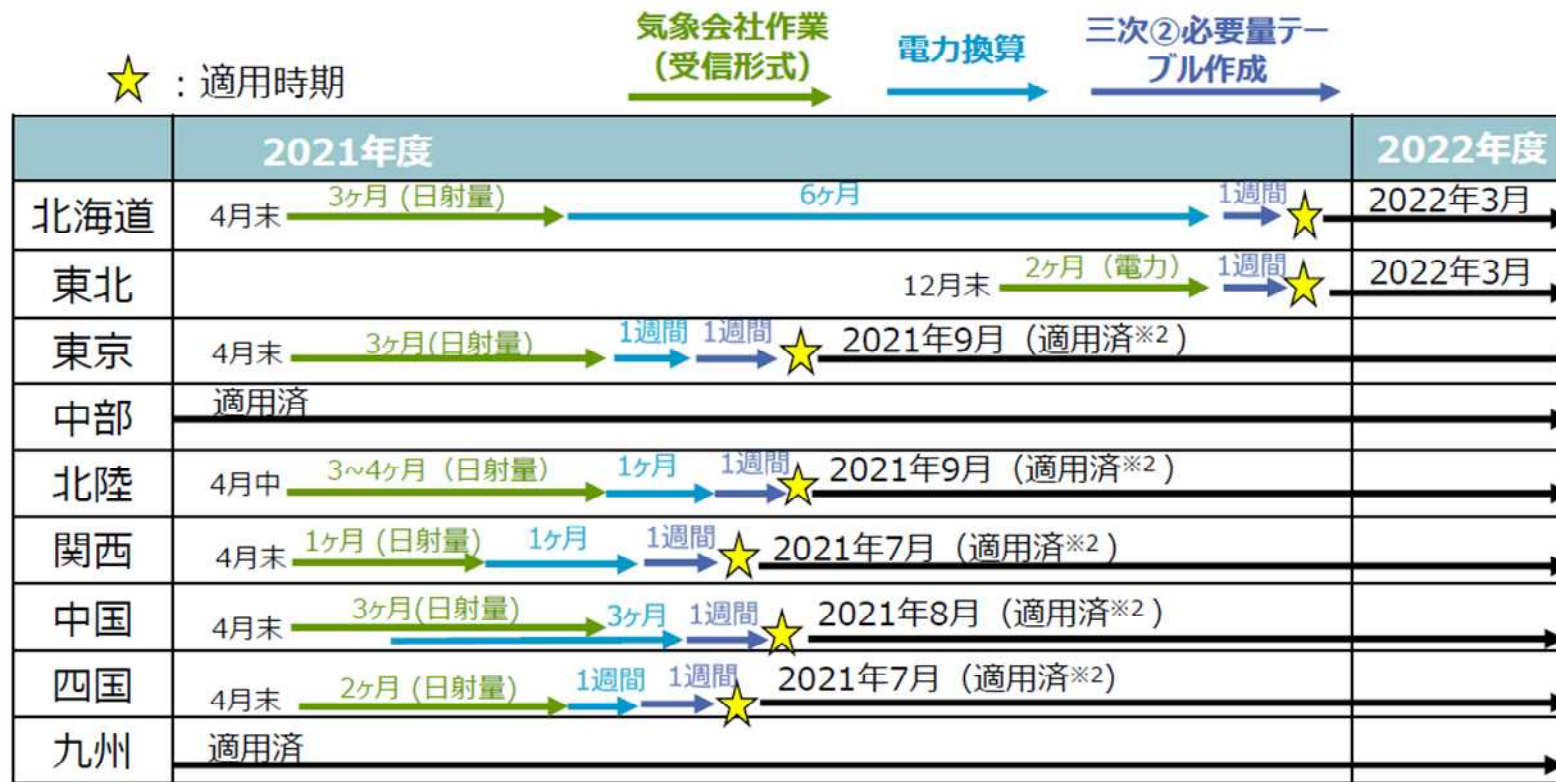 気象会社作業
(受信形式)
電力換算
三次②必要量テー
ブル作成
：適用時期
2021年度
2022年度
北海道
4月末
3ヶ月 (日射量)
6ヶ月
1週間
2022年3月
東北
12月末
2ヶ月（電力）
1週間
2022年3月
東京
4月末
3ヶ月(日射量)
1週間
1週間
2021年9月（適用済※2）
中部
適用済
北陸
4月中
3~4ヶ月（日射量）
1ヶ月
1週間
2021年9月（適用済※2）
関西
4月末
1ヶ月 (日射量)
1ヶ月
1週間
2021年7月（適用済※2）
中国
4月末
3ヶ月(日射量)
3ヶ月
1週間
2021年8月（適用済※2）
四国
4月末
2ヶ月 (日射量)
1週間
1週間
2021年7月（適用済※2）
九州
適用済